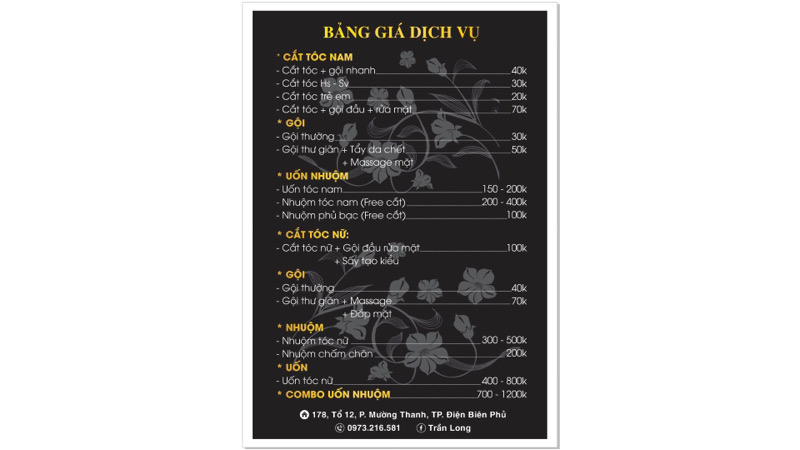 BẢNG GIÁ DỊCH VỤ
* CẮT TÓC NAM
- Cắt tóc + gội nhanh 40k
- Cắt tóc Hs - Sv 30k
- Cắt tóc trẻ em 20k
- Cắt tóc + gội đầu + rửa mặt 70k
* GỘI
- Gội thường 30k
- Gội thư giãn + Tẩy da chết 50k
+ Massage mặt
* UỐN NHUỘM
- Uốn tóc nam 150 - 200k
- Nhuộm tóc nam (Free cắt) 200 - 400k
- Nhuộm phủ bạc (Free cắt) 100k
* CẮT TÓC NỮ:
- Cắt tóc nữ + Gội đầu rửa mặt 100k
+ Sấy tạo kiểu
* GỘI
- Gội thường 40k
- Gội thư giãn + Massage 70k
+ Đắp mặt
* NHUỘM
- Nhuộm tóc nữ 300 - 500k
- Nhuộm chấm chân 200k
* UỐN
- Uốn tóc nữ 400 - 800k
* COMBO UỐN NHUỘM 700 - 1200k
178, Tổ 12, P. Mường Thanh, TP. Điện Biên Phủ
0973.216.581 Trần Long